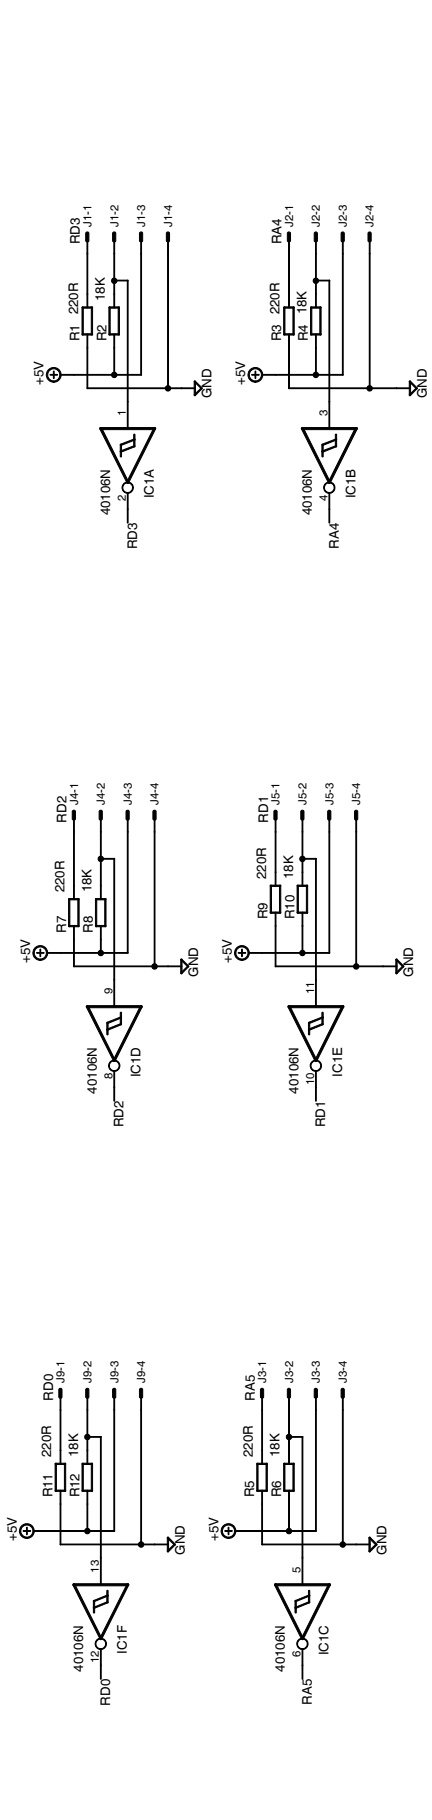 RD3
J1-1
J1-2
J1-3
J1-4
220R
18K
R1
R2
+5V
GND
1
40106N
2
IC1A
RD3
RA4
J2-1
J2-2
J2-3
J2-4
220R
18K
R3
R4
+5V
GND
3
40106N
4
IC1B
RA4
RD2
J4-1
J4-2
J4-3
J4-4
220R
18K
R7
R8
+5V
GND
9
40106N
8
IC1D
RD2
RD1
J5-1
J5-2
J5-3
J5-4
220R
18K
R9
R10
+5V
GND
11
40106N
10
IC1E
RD1
RD0
J9-1
J9-2
J9-3
J9-4
220R
18K
R11
R12
+5V
GND
13
40106N
12
IC1F
RD0
RA5
J3-1
J3-2
J3-3
J3-4
220R
18K
R5
R6
+5V
GND
5
40106N
6
IC1C
RA5